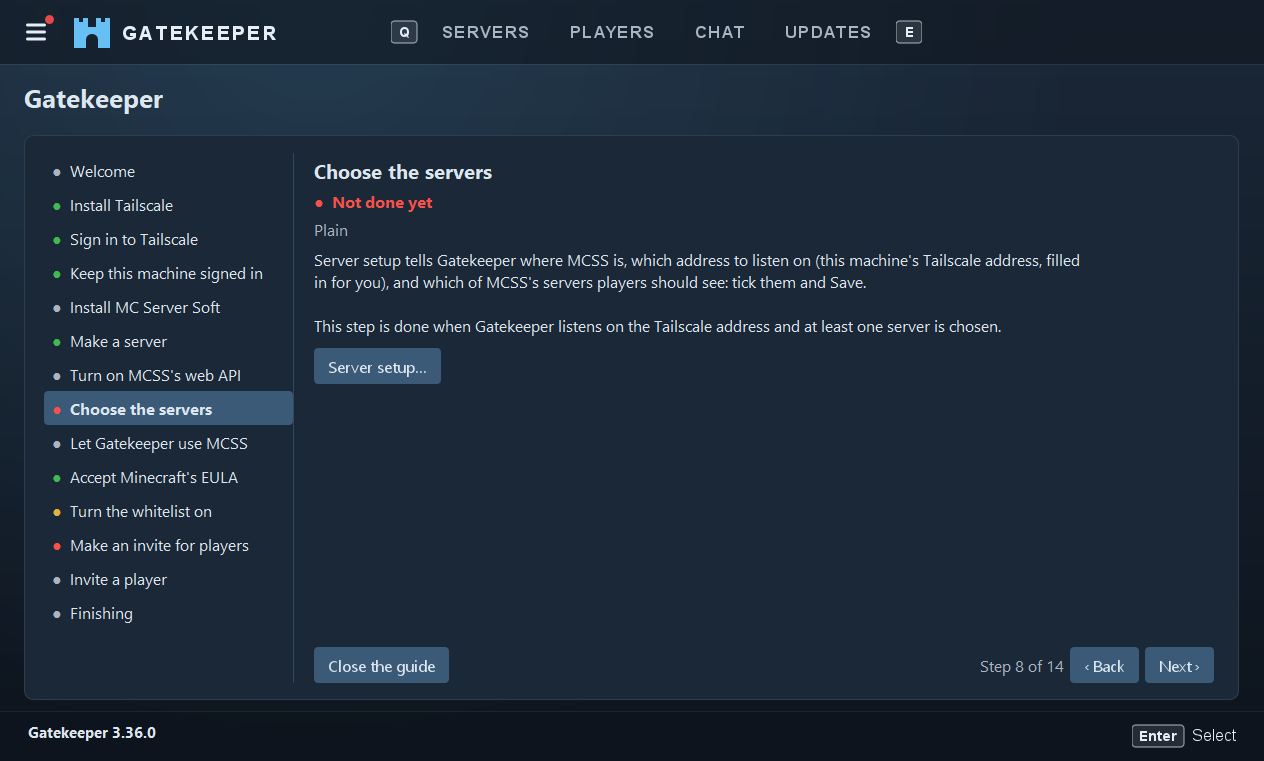 GATEKEEPER
Q SERVERS PLAYERS CHAT UPDATES E
Gatekeeper
Welcome
Install Tailscale
Sign in to Tailscale
Keep this machine signed in
Install MC Server Soft
Make a server
Turn on MCSS's web API
Choose the servers
Let Gatekeeper use MCSS
Accept Minecraft's EULA
Turn the whitelist on
Make an invite for players
Invite a player
Finishing
Choose the servers
Not done yet
Plain
Server setup tells Gatekeeper where MCSS is, which address to listen on (this machine's Tailscale address, filled
in for you), and which of MCSS's servers players should see: tick them and Save.
This step is done when Gatekeeper listens on the Tailscale address and at least one server is chosen.
Server setup...
Close the guide
Step 8 of 14
‹ Back
Next ›
Gatekeeper 3.36.0
Enter Select